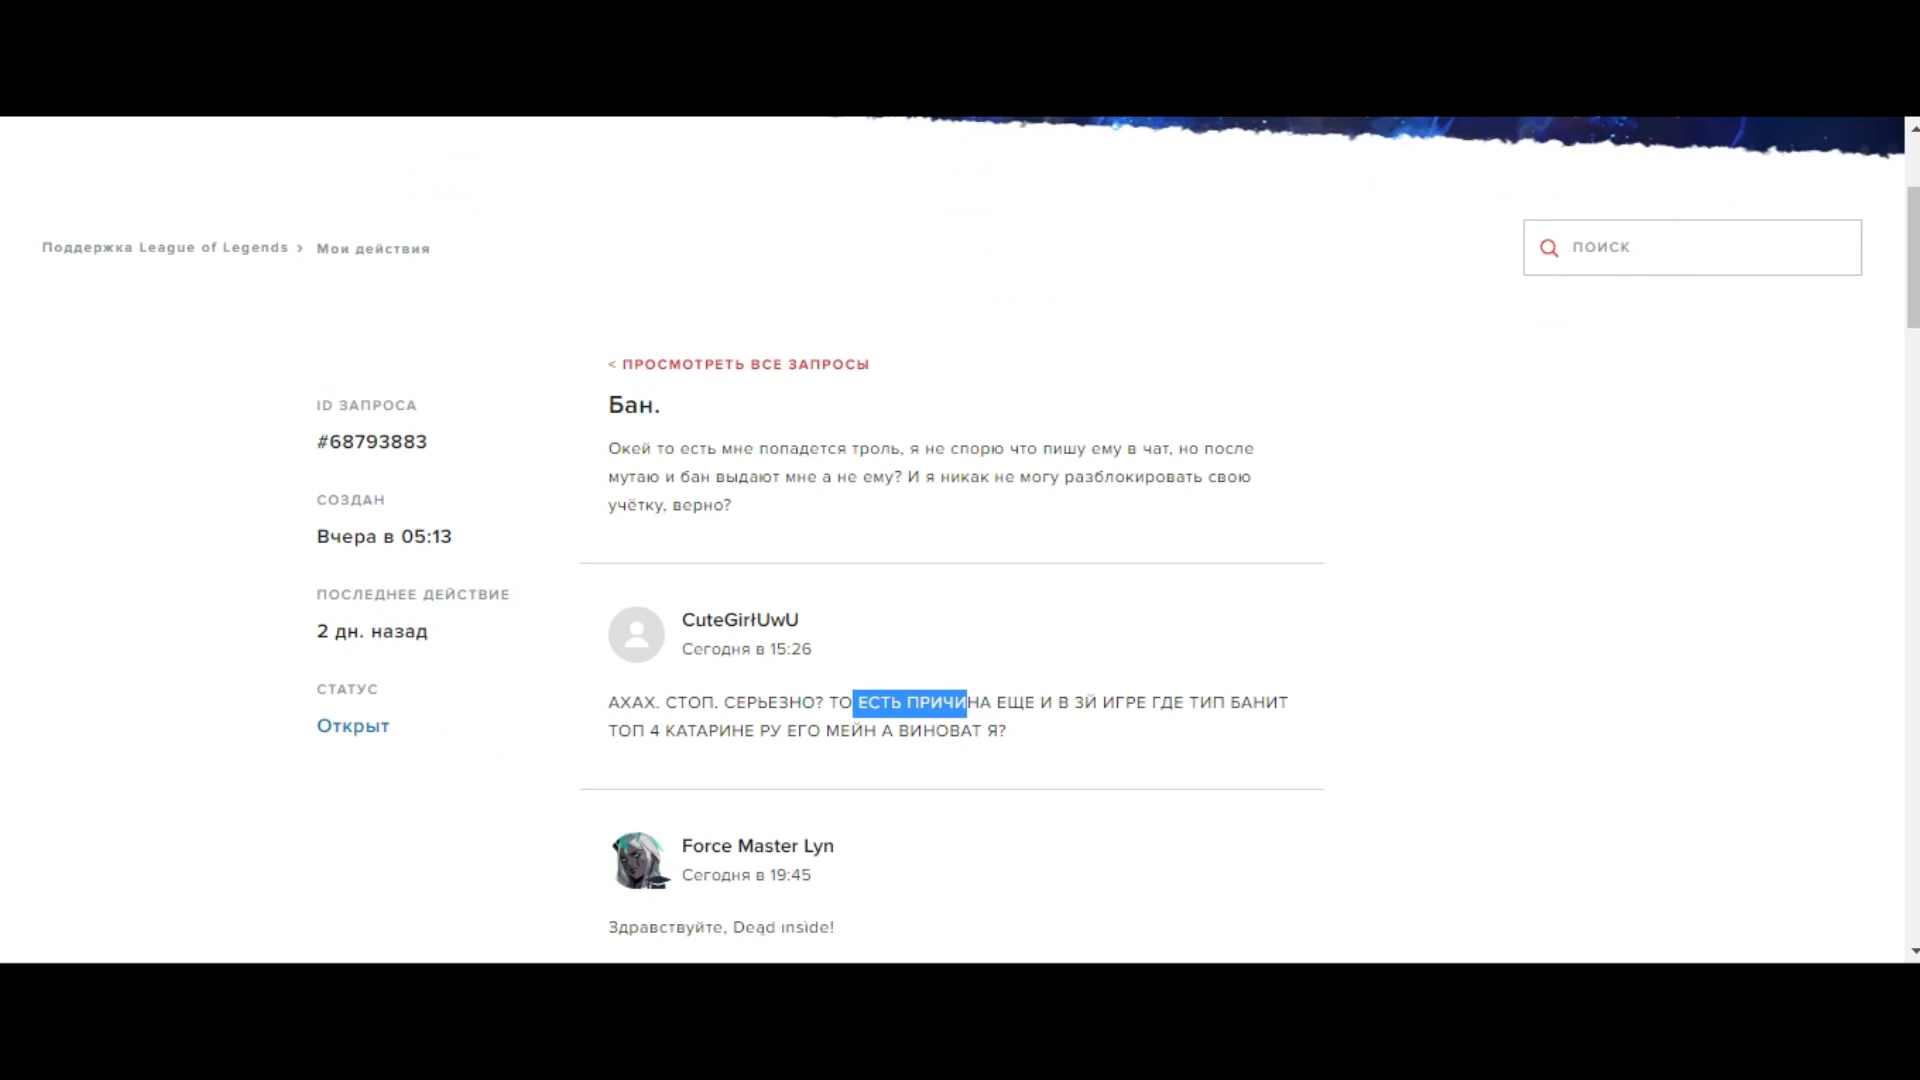 Поддержка League of Legends > Мои действия
ПОИСК
< ПРОСМОТРЕТЬ ВСЕ ЗАПРОСЫ
ID ЗАПРОСА
#68793883
СОЗДАН
Вчера в 05:13
ПОСЛЕДНЕЕ ДЕЙСТВИЕ
2 дн. назад
СТАТУС
Открыт
Бан.
Окей то есть мне попадется троль, я не спорю что пишу ему в чат, но после
мутаю и бан выдают мне а не ему? И я никак не могу разблокировать свою
учётку, верно?
CuteGirłUwU
Сегодня в 15:26
АХАХ. СТОП. СЕРЬЕЗНО? ТО ЕСТЬ ПРИЧИНА ЕЩЕ И В 3Й ИГРЕ ГДЕ ТИП БАНИТ
ТОП 4 КАТАРИНЕ РУ ЕГО МЕЙН А ВИНОВАТ Я?
Force Master Lyn
Сегодня в 19:45
Здравствуйте, Deąd ınsìde!